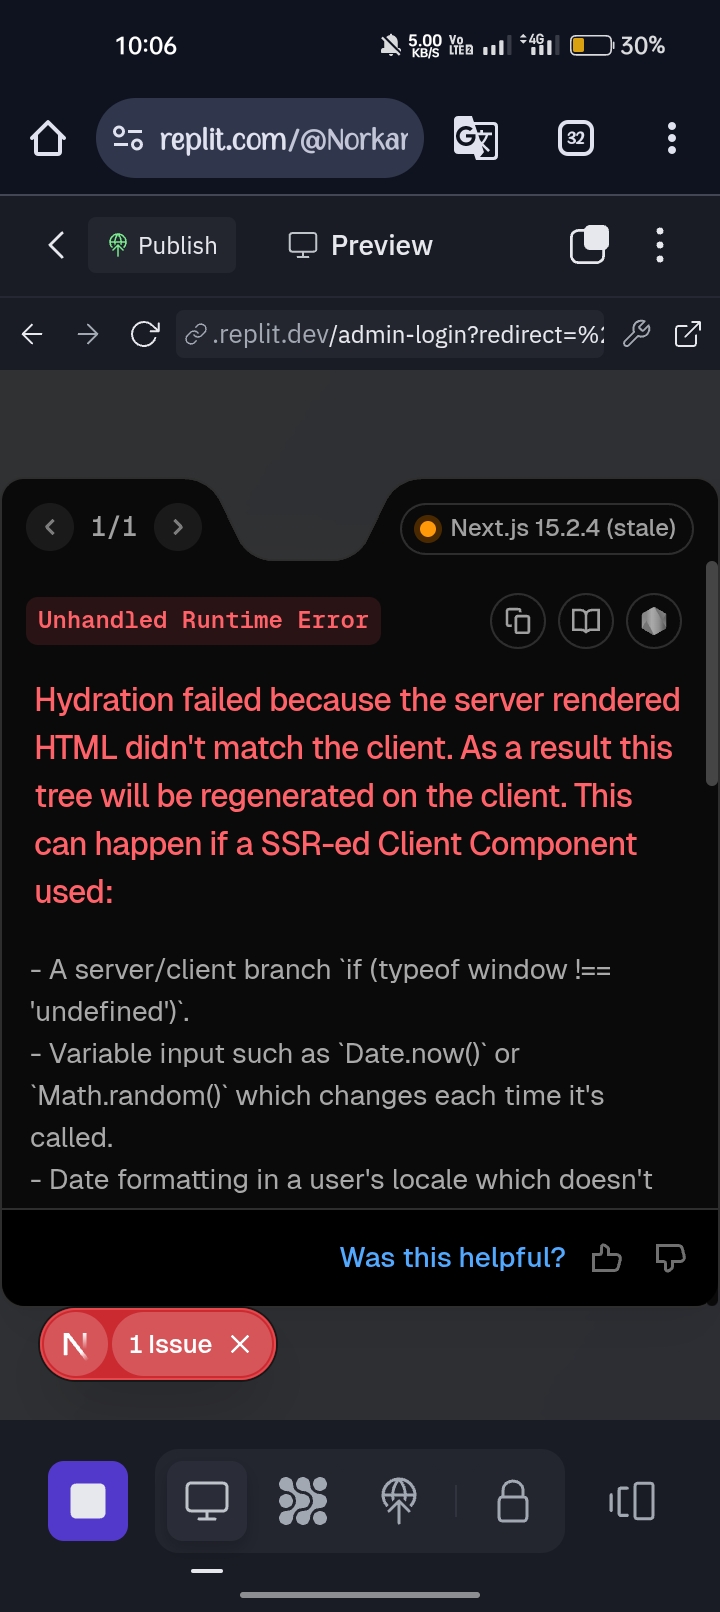 10:06
5.00 KB/S
Vo LTE 2
4G
30%
replit.com/@Norkar
32
Publish
Preview
.replit.dev/admin-login?redirect=%2
1/1
Next.js 15.2.4 (stale)
Unhandled Runtime Error
Hydration failed because the server rendered
HTML didn't match the client. As a result this
tree will be regenerated on the client. This
can happen if a SSR-ed Client Component
used:
- A server/client branch `if (typeof window !==
'undefined')`.
- Variable input such as `Date.now()` or
`Math.random()` which changes each time it's
called.
- Date formatting in a user's locale which doesn't
Was this helpful?
N
1 Issue